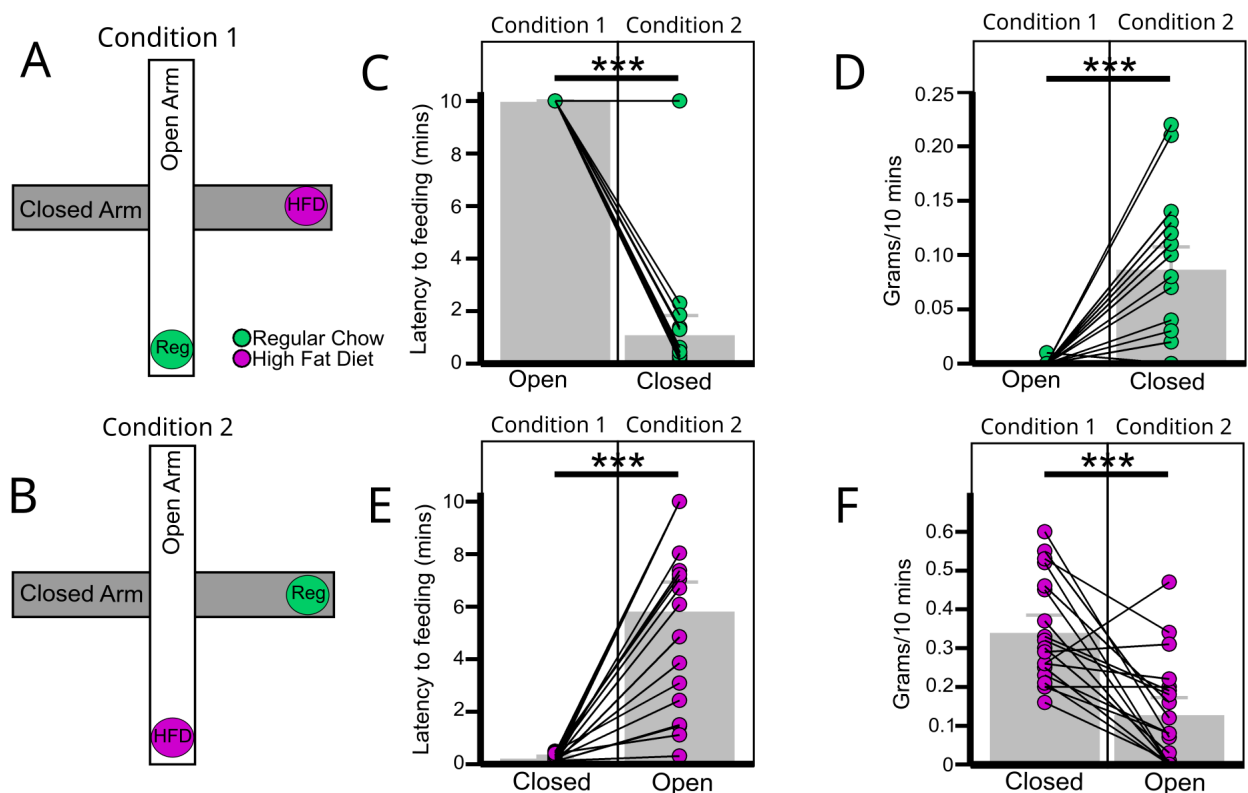 A
Condition 1
Open Arm
Closed Arm
HFD
Reg
Regular Chow
High Fat Diet
B
Condition 2
Open Arm
Closed Arm
Reg
HFD
C
Condition 1 Condition 2
***
Latency to feeding (mins)
10
8
6
4
2
0
Open Closed
D
Condition 1 Condition 2
***
Grams/10 mins
0.25
0.20
0.15
0.10
0.05
0
Open Closed
E
Condition 1 Condition 2
***
Latency to feeding (mins)
10
8
6
4
2
0
Closed Open
F
Condition 1 Condition 2
***
Grams/10 mins
0.6
0.5
0.4
0.3
0.2
0.1
0
Closed Open